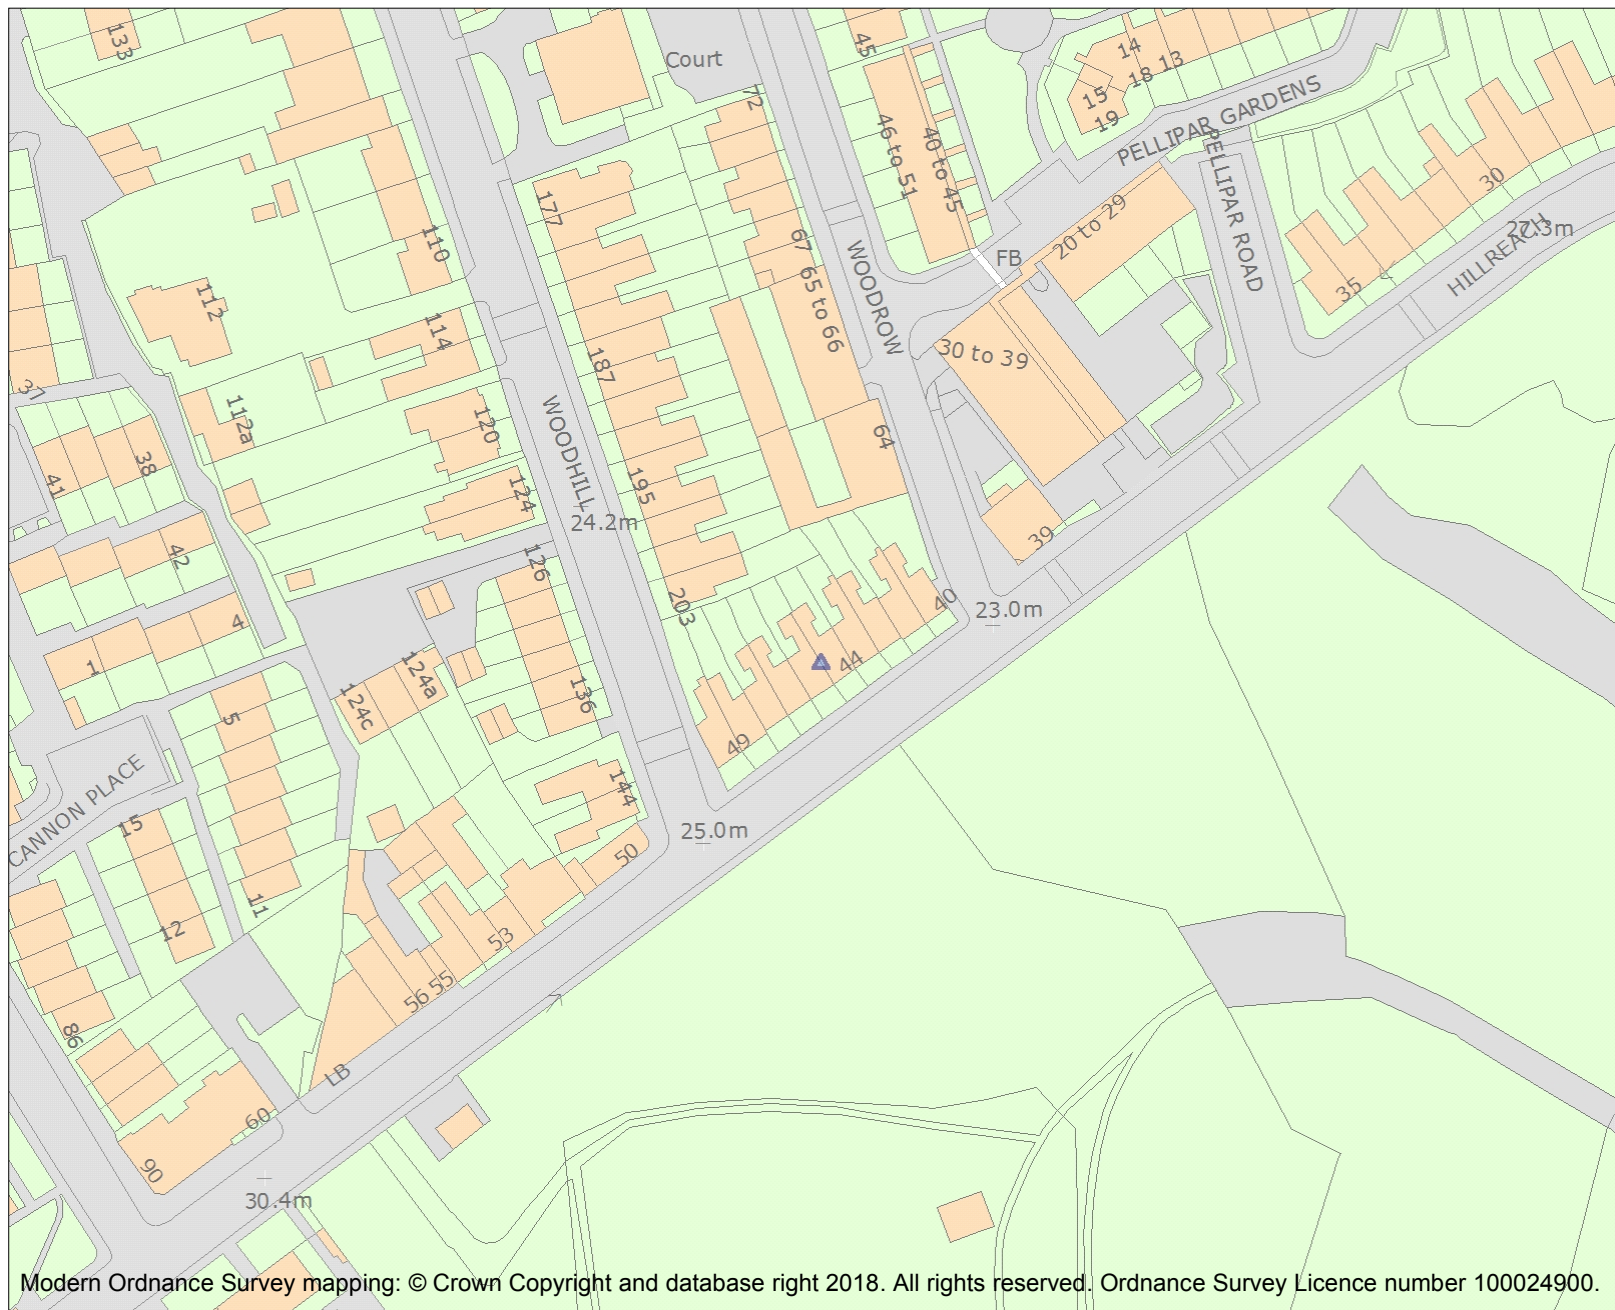 133
Court
45
14
18 13
15
19
PELLIPAR GARDENS
72
46 to 51
40 to 45
PELLIPAR ROAD
30
177
110
67
WOODROW
FB
20 to 29
27.3m
HILLREACH
35
112
114
65 to 66
30 to 39
187
37
112a
120
WOODHILL
64
38
41
124
195
24.2m
39
42
126
203
40
23.0m
4
1
44
124a
124c
136
5
49
CANNON PLACE
144
25.0m
15
50
11
12
53
55
56
86
LB
60
90
30.4m
Modern Ordnance Survey mapping: © Crown Copyright and database right 2018. All rights reserved. Ordnance Survey Licence number 100024900.